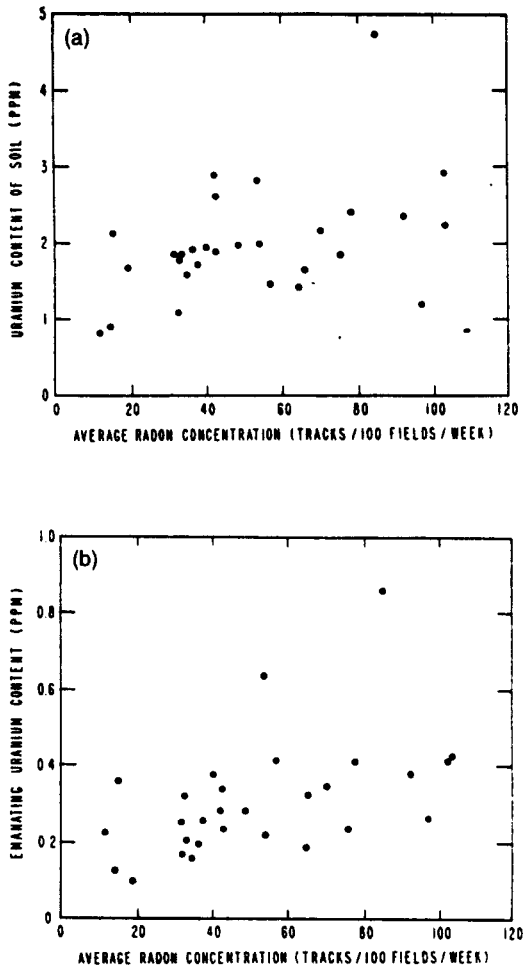 (a)
5
4
3
2
1
0
URANIUM CONTENT OF SOIL (PPM)
0 20 40 60 80 100 120
AVERAGE RADON CONCENTRATION (TRACKS/100 FIELDS/WEEK)
(b)
1.0
0.8
0.6
0.4
0.2
0
EMANATING URANIUM CONTENT (PPM)
0 20 40 60 80 100 120
AVERAGE RADON CONCENTRATION (TRACKS/100 FIELDS/WEEK)